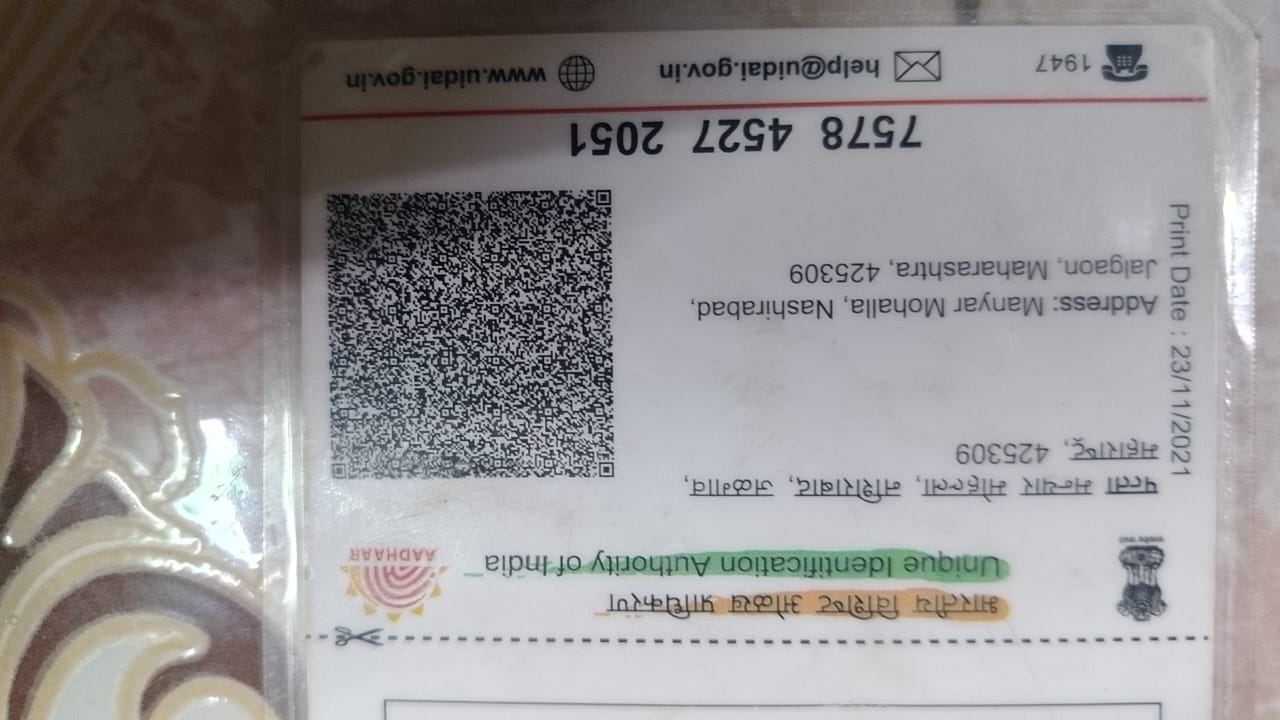 भारतीय विशिष्ट ओळख प्राधिकरण
Unique Identification Authority of India
AADHAAR
पत्ता मन्यार मोहल्ला, नशिराबाद, जळगाव,
महाराष्ट्र, 425309
Address: Manyar Mohalla, Nashirabad,
Jalgaon, Maharashtra, 425309
Print Date : 23/11/2021
7578 4527 2051
1947
help@uidai.gov.in
www.uidai.gov.in